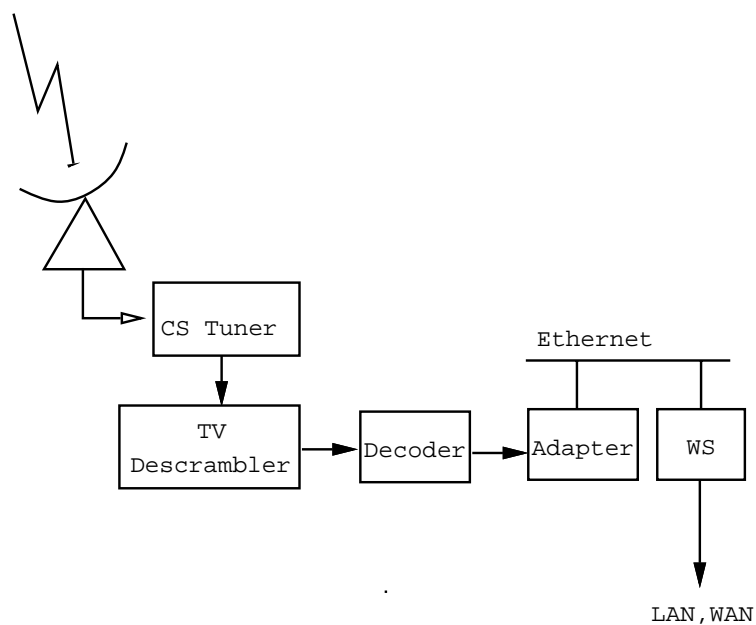 CS Tuner
Ethernet
TV
Descrambler
Decoder
Adapter
WS
LAN,WAN